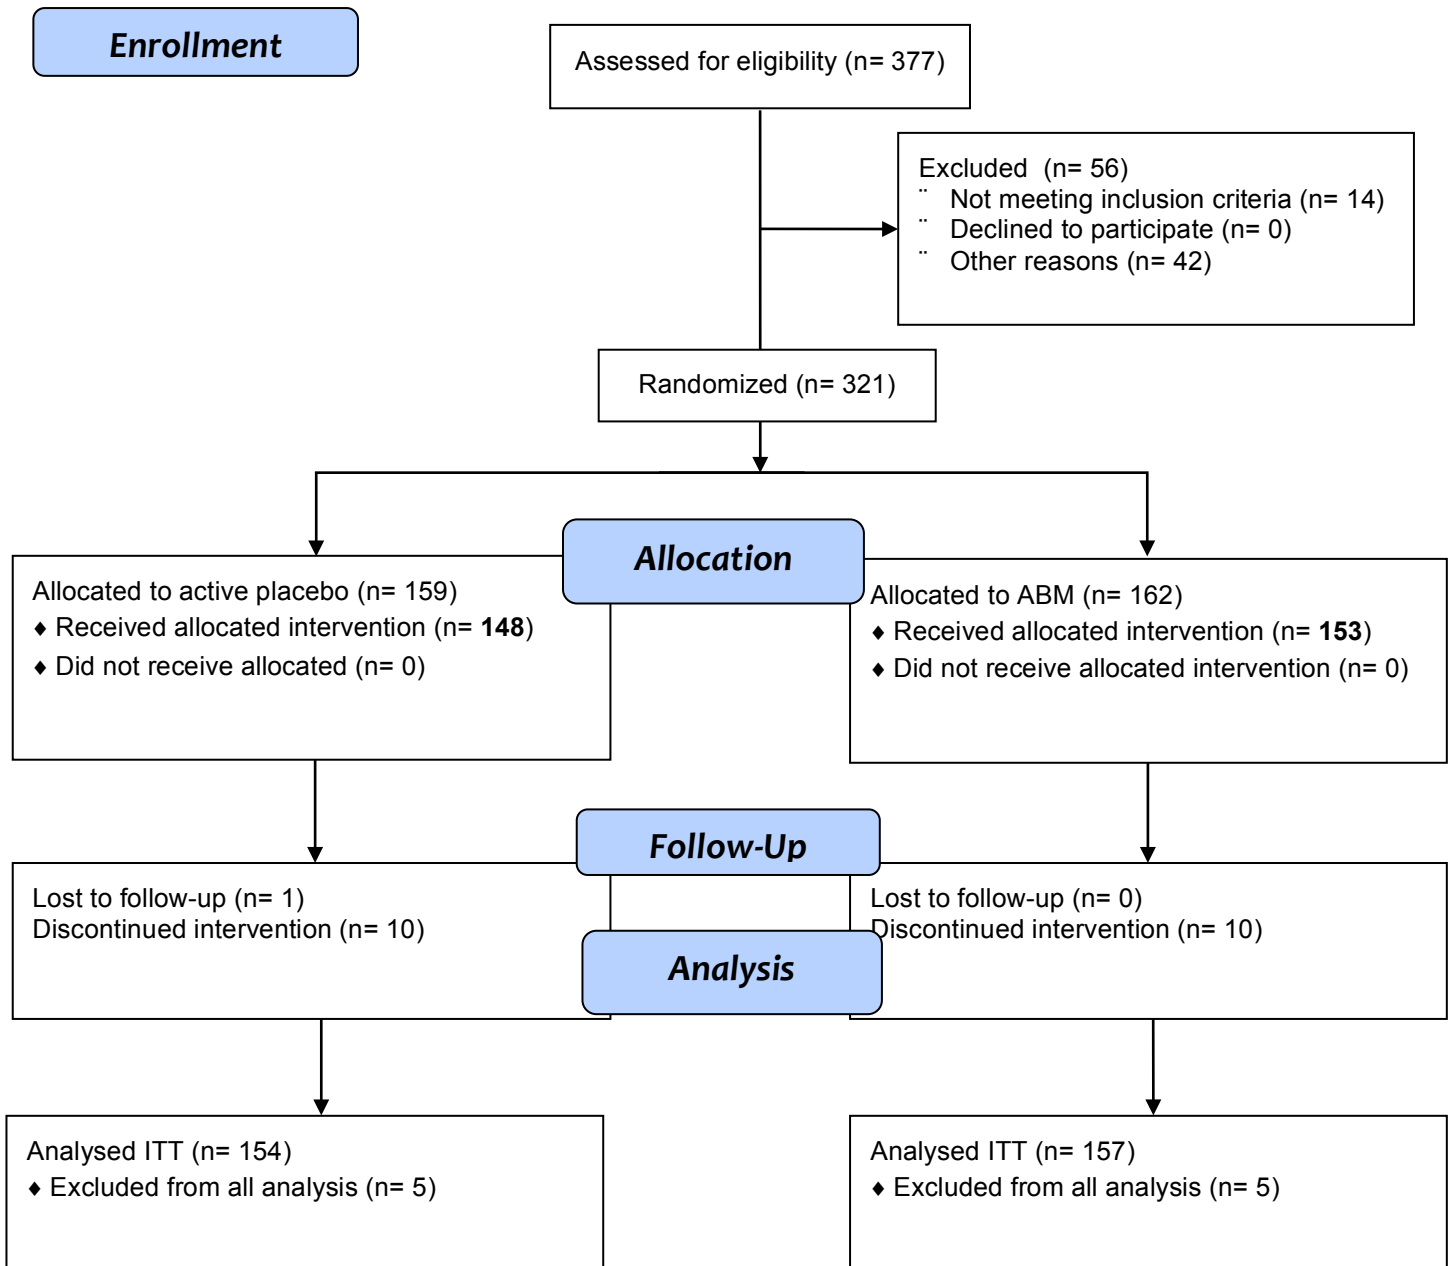 Enrollment
Assessed for eligibility (n= 377)
Excluded  (n= 56)
¨ Not meeting inclusion criteria (n= 14)
¨ Declined to participate (n= 0)
¨ Other reasons (n= 42)
Randomized (n= 321)
Allocation
Allocated to active placebo (n= 159)
♦ Received allocated intervention (n= 148)
♦ Did not receive allocated (n= 0)
Allocated to ABM (n= 162)
♦ Received allocated intervention (n= 153)
♦ Did not receive allocated intervention (n= 0)
Follow-Up
Lost to follow-up (n= 1)
Discontinued intervention (n= 10)
Lost to follow-up (n= 0)
Discontinued intervention (n= 10)
Analysis
Analysed ITT (n= 154)
♦ Excluded from all analysis (n= 5)
Analysed ITT (n= 157)
♦ Excluded from all analysis (n= 5)